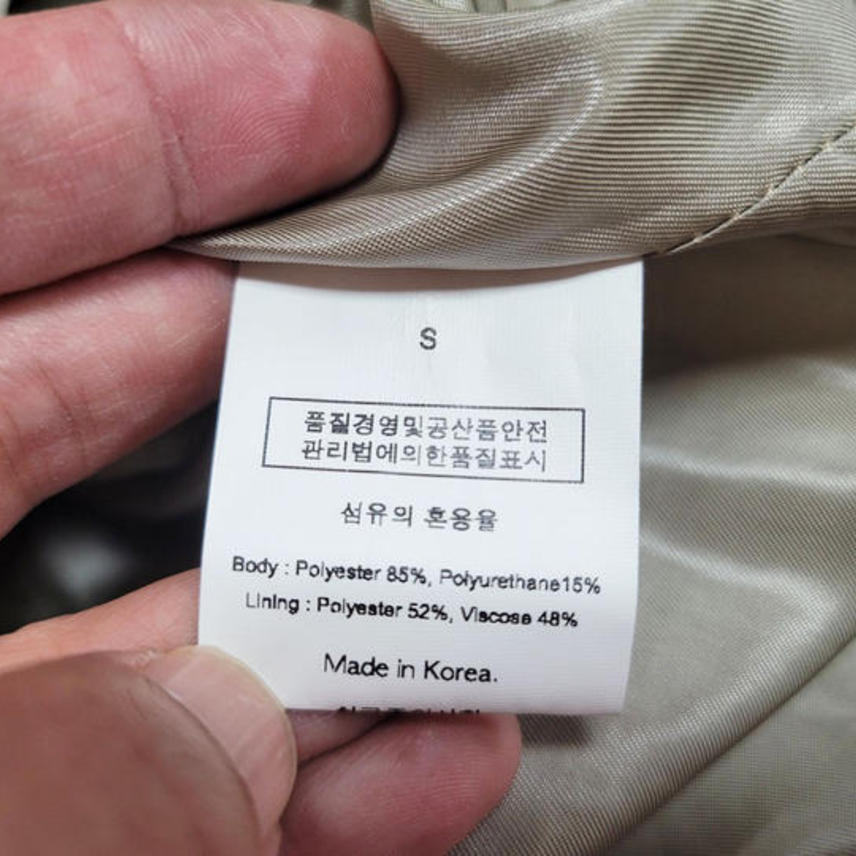 S
품질경영및공산품안전
관리법에의한품질표시
섬유의 혼용율
Body : Polyester 85%, Polyurethane15%
Lining : Polyester 52%, Viscose 48%
Made in Korea.